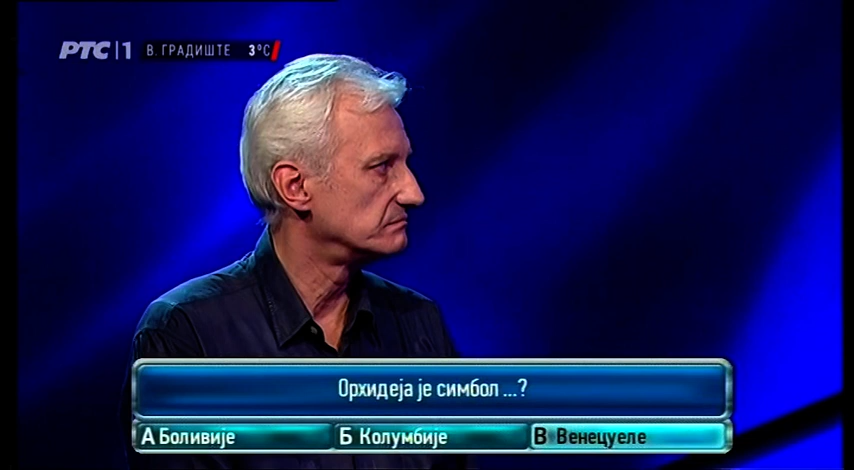 РТС|1 В. ГРАДИШТЕ 3°C
Орхидеја је симбол ...?
А Боливије Б Колумбије В Венецуеле